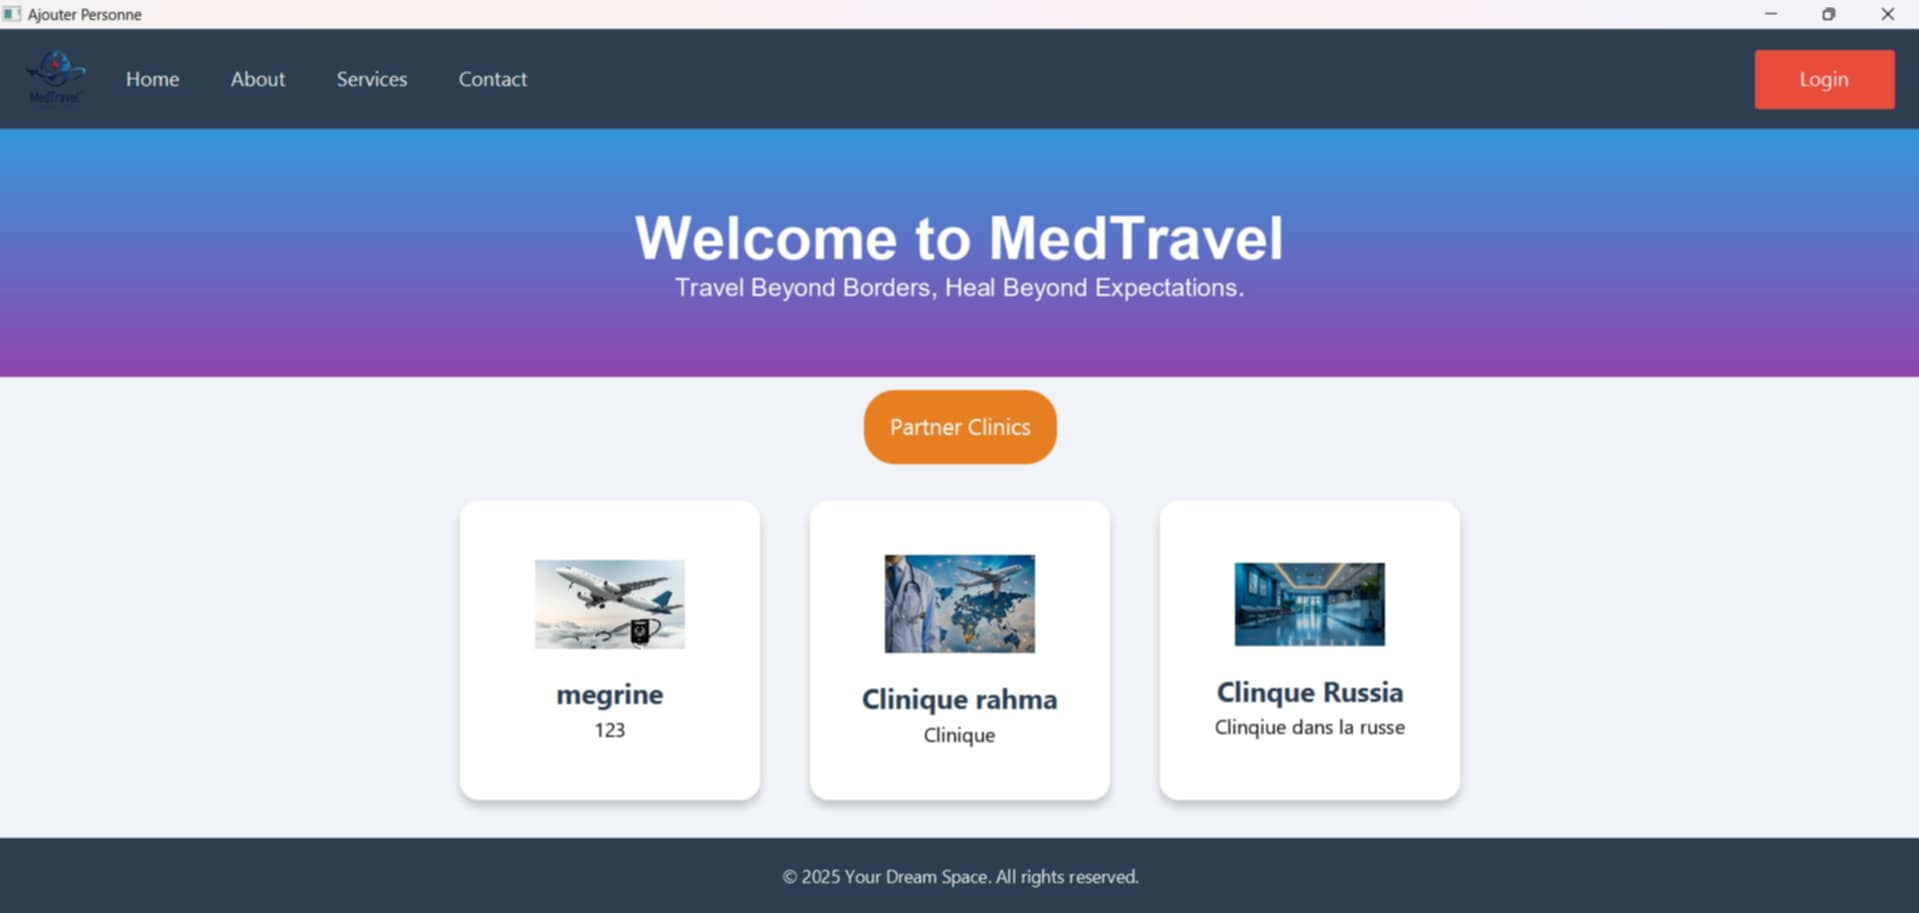 Ajouter Personne
MedTravel
Home About Services Contact Login
Welcome to MedTravel
Travel Beyond Borders, Heal Beyond Expectations.
Partner Clinics
megrine
123
Clinique rahma
Clinique
Clinque Russia
Clinqiue dans la russe
© 2025 Your Dream Space. All rights reserved.